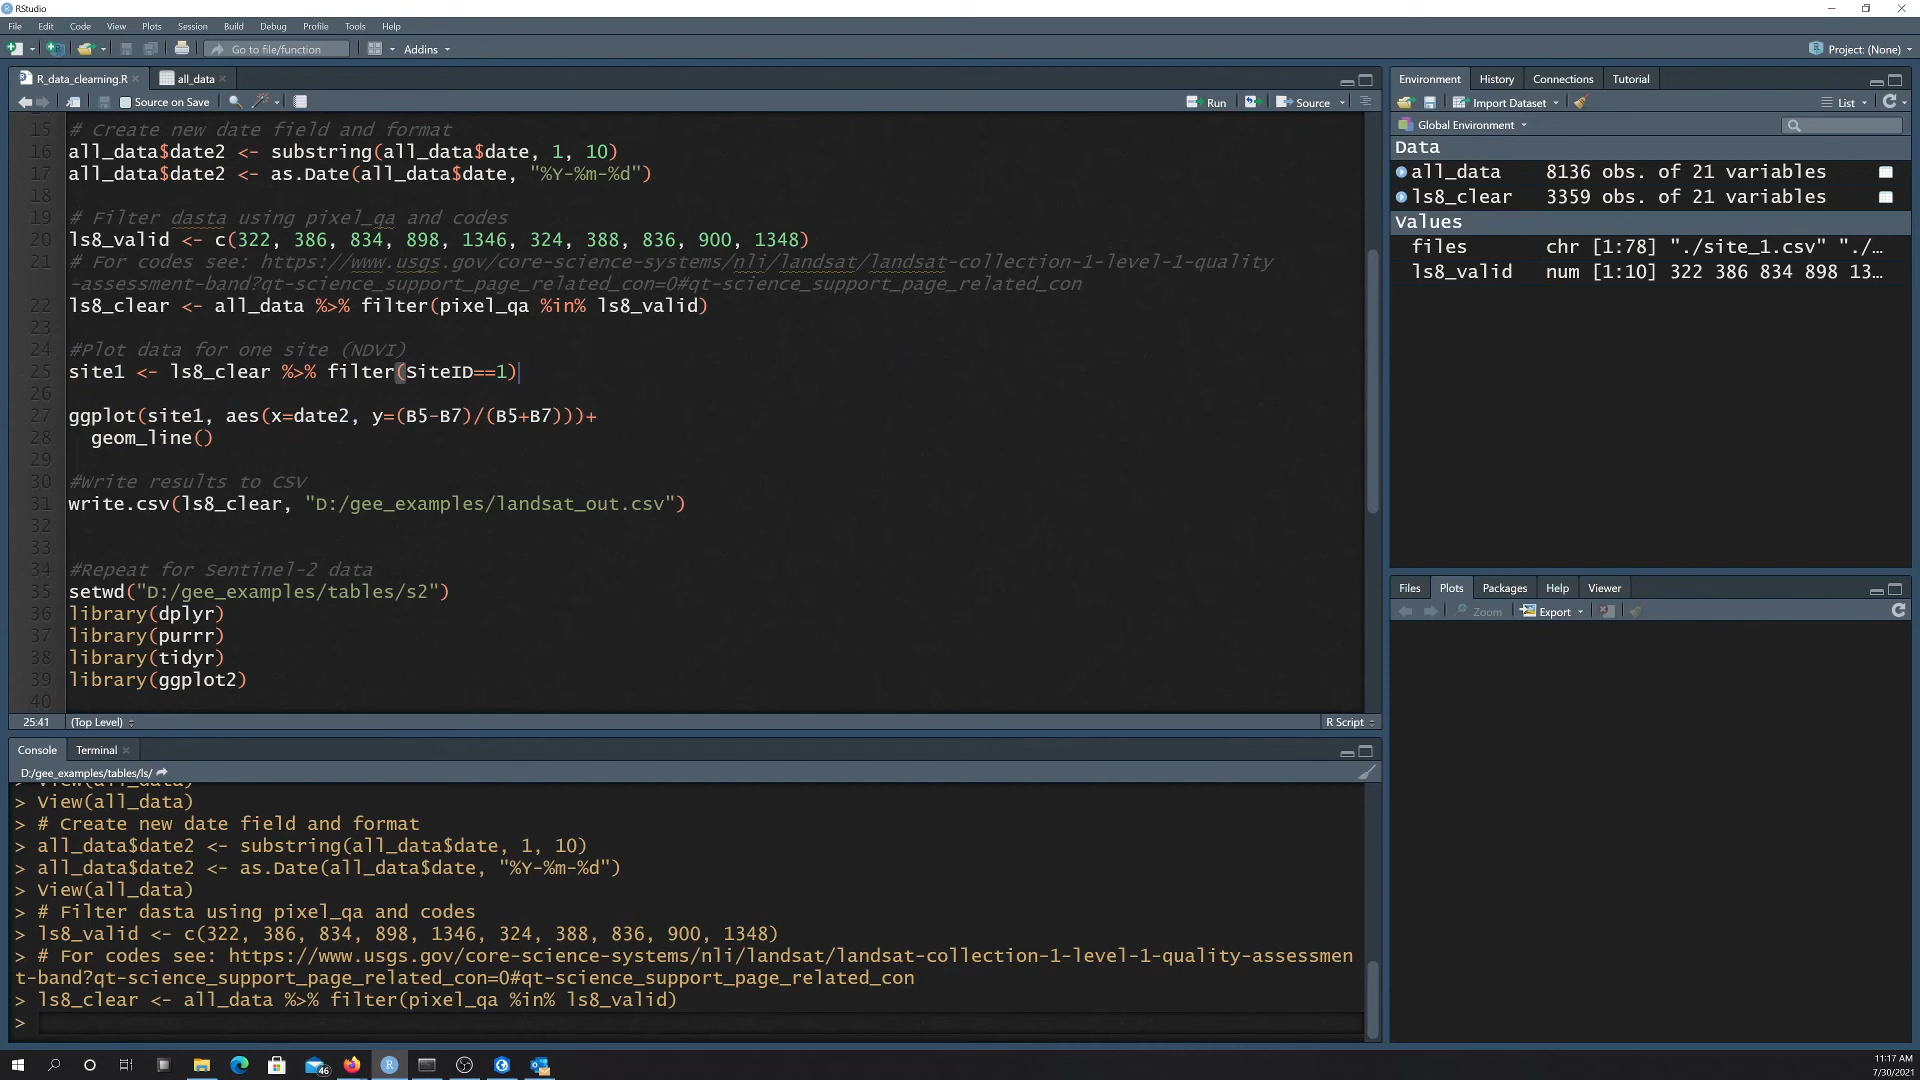 RStudio
File Edit Code View Plots Session Build Debug Profile Tools Help
Go to file/function Addins Project: (None)
R_data_clearning.R all_data
Source on Save Run Source
15 # Create new date field and format
16 all_data$date2 <- substring(all_data$date, 1, 10)
17 all_data$date2 <- as.Date(all_data$date, "%Y-%m-%d")
18
19 # Filter dasta using pixel_qa and codes
20 ls8_valid <- c(322, 386, 834, 898, 1346, 324, 388, 836, 900, 1348)
21 # For codes see: https://www.usgs.gov/core-science-systems/nli/landsat/landsat-collection-1-level-1-quality
-assessment-band?qt-science_support_page_related_con=0#qt-science_support_page_related_con
22 ls8_clear <- all_data %>% filter(pixel_qa %in% ls8_valid)
23
24 #Plot data for one site (NDVI)
25 site1 <- ls8_clear %>% filter(SiteID==1)
26
27 ggplot(site1, aes(x=date2, y=(B5-B7)/(B5+B7)))+
28 geom_line()
29
30 #Write results to CSV
31 write.csv(ls8_clear, "D:/gee_examples/landsat_out.csv")
32
33
34 #Repeat for Sentinel-2 data
35 setwd("D:/gee_examples/tables/s2")
36 library(dplyr)
37 library(purrr)
38 library(tidyr)
39 library(ggplot2)
40
25:41 (Top Level) R Script
Console Terminal
D:/gee_examples/tables/ls/
> View(all_data)
> View(all_data)
> # Create new date field and format
> all_data$date2 <- substring(all_data$date, 1, 10)
> all_data$date2 <- as.Date(all_data$date, "%Y-%m-%d")
> View(all_data)
> # Filter dasta using pixel_qa and codes
> ls8_valid <- c(322, 386, 834, 898, 1346, 324, 388, 836, 900, 1348)
> # For codes see: https://www.usgs.gov/core-science-systems/nli/landsat/landsat-collection-1-level-1-quality-assessmen
t-band?qt-science_support_page_related_con=0#qt-science_support_page_related_con
> ls8_clear <- all_data %>% filter(pixel_qa %in% ls8_valid)
>
Environment History Connections Tutorial
Import Dataset List
Global Environment
Data
all_data 8136 obs. of 21 variables
ls8_clear 3359 obs. of 21 variables
Values
files chr [1:78] "./site_1.csv" "./…
ls8_valid num [1:10] 322 386 834 898 13…
Files Plots Packages Help Viewer
Zoom Export
46
11:17 AM
7/30/2021